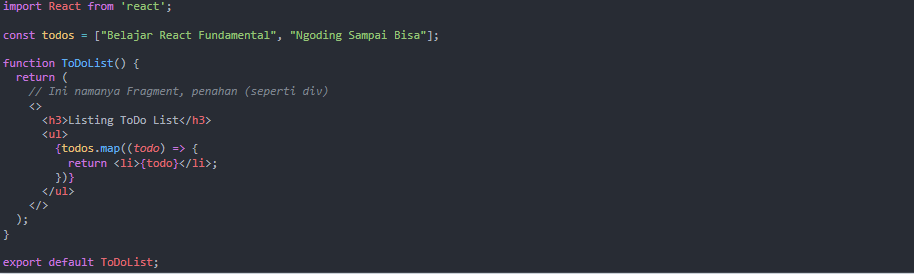 import React from 'react';
const todos = ["Belajar React Fundamental", "Ngoding Sampai Bisa"];
function ToDoList() {
return (
// Ini namanya Fragment, penahan (seperti div)
<>
<h3>Listing ToDo List</h3>
<ul>
{todos.map((todo) => {
return <li>{todo}</li>;
})}
</ul>
</>
);
}
export default ToDoList;